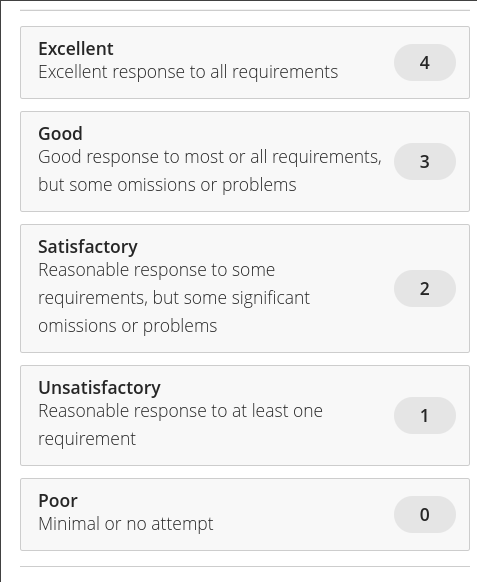 Excellent
Excellent response to all requirements
4
Good
Good response to most or all requirements,
but some omissions or problems
3
Satisfactory
Reasonable response to some
requirements, but some significant
omissions or problems
2
Unsatisfactory
Reasonable response to at least one
requirement
1
Poor
Minimal or no attempt
0